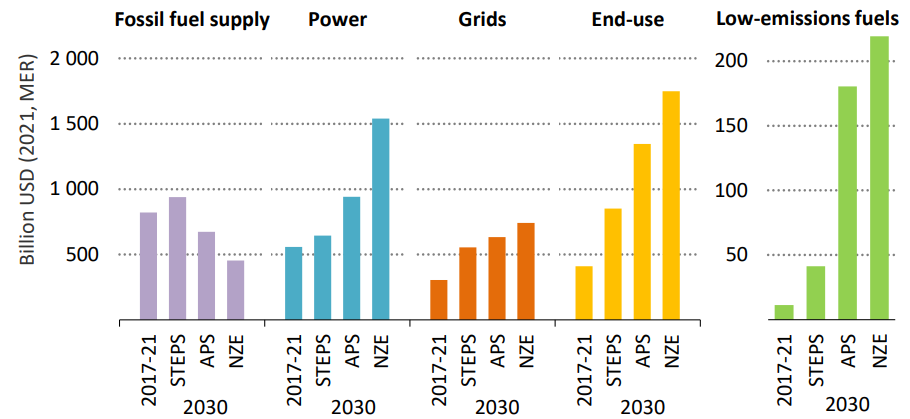 Fossil fuel supply Power Grids End-use Low-emissions fuels
Billion USD (2021, MER)
2 000
1 500
1 000
500
200
150
100
50
2017-21 STEPS APS NZE 2017-21 STEPS APS NZE 2017-21 STEPS APS NZE 2017-21 STEPS APS NZE 2017-21 STEPS APS NZE
2030 2030 2030 2030 2030